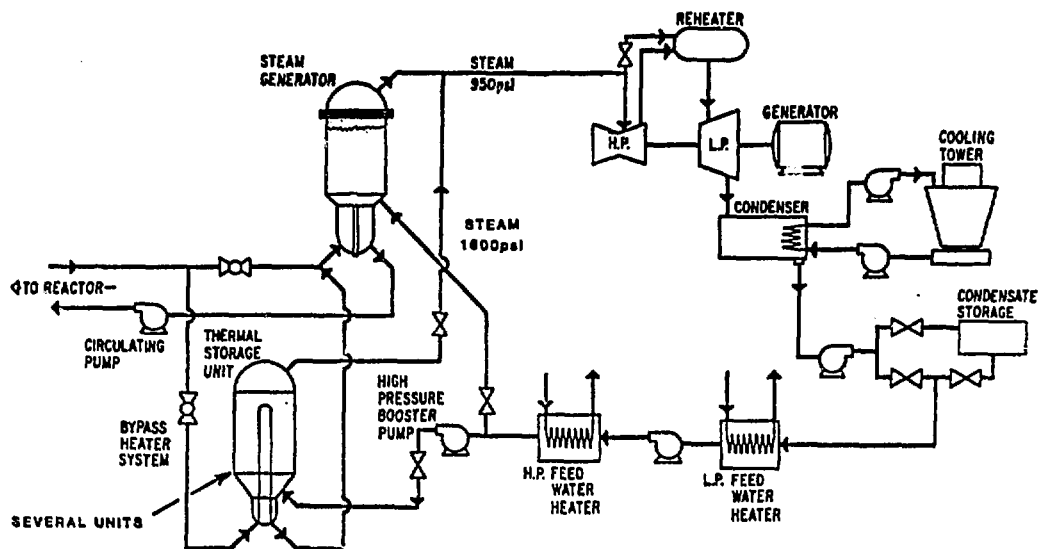 REHEATER
STEAM
GENERATOR
STEAM
950psi
GENERATOR
H.P.
L.P.
COOLING
TOWER
CONDENSER
STEAM
1600psi
TO REACTOR
CONDENSATE
STORAGE
CIRCULATING
PUMP
THERMAL
STORAGE
UNIT
HIGH
PRESSURE
BOOSTER
PUMP
BYPASS
HEATER
SYSTEM
H.P. FEED
WATER
HEATER
L.P. FEED
WATER
HEATER
SEVERAL UNITS